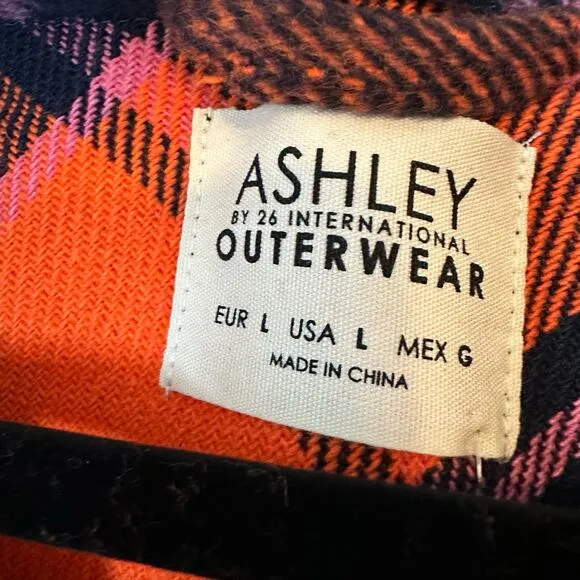 ASHLEY
BY 26 INTERNATIONAL
OUTERWEAR
EUR L USA L MEX G
MADE IN CHINA